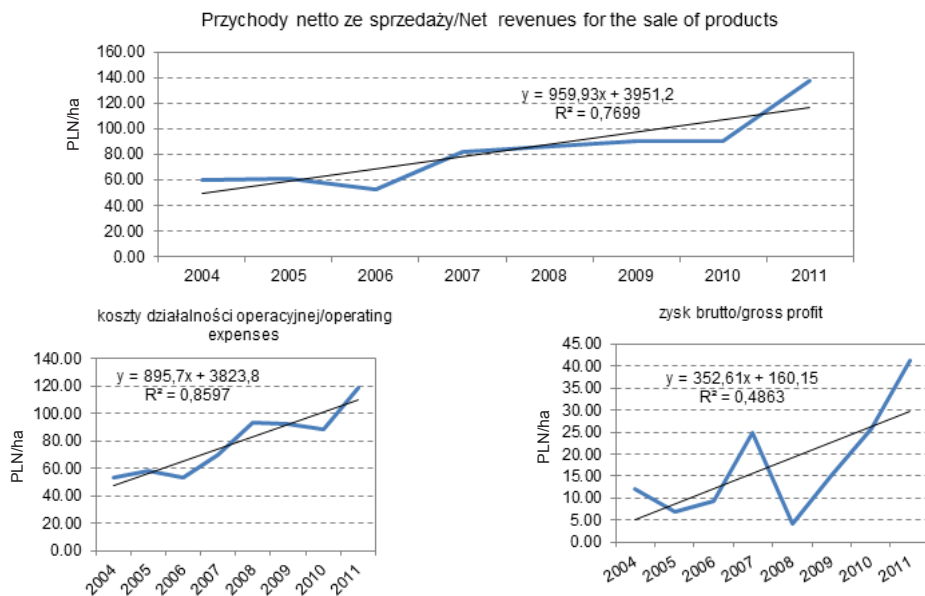 Przychody netto ze sprzedaży/Net revenues for the sale of products
160.00
140.00
120.00
100.00
80.00
60.00
40.00
20.00
0.00
PLN/ha
y = 959,93x + 3951,2
R² = 0,7699
2004 2005 2006 2007 2008 2009 2010 2011
koszty działalności operacyjnej/operating
expenses
140.00
120.00
100.00
80.00
60.00
40.00
20.00
0.00
PLN/ha
y = 895,7x + 3823,8
R² = 0,8597
2004 2005 2006 2007 2008 2009 2010 2011
zysk brutto/gross profit
45.00
40.00
35.00
30.00
25.00
20.00
15.00
10.00
5.00
0.00
PLN/ha
y = 352,61x + 160,15
R² = 0,4863
2004 2005 2006 2007 2008 2009 2010 2011